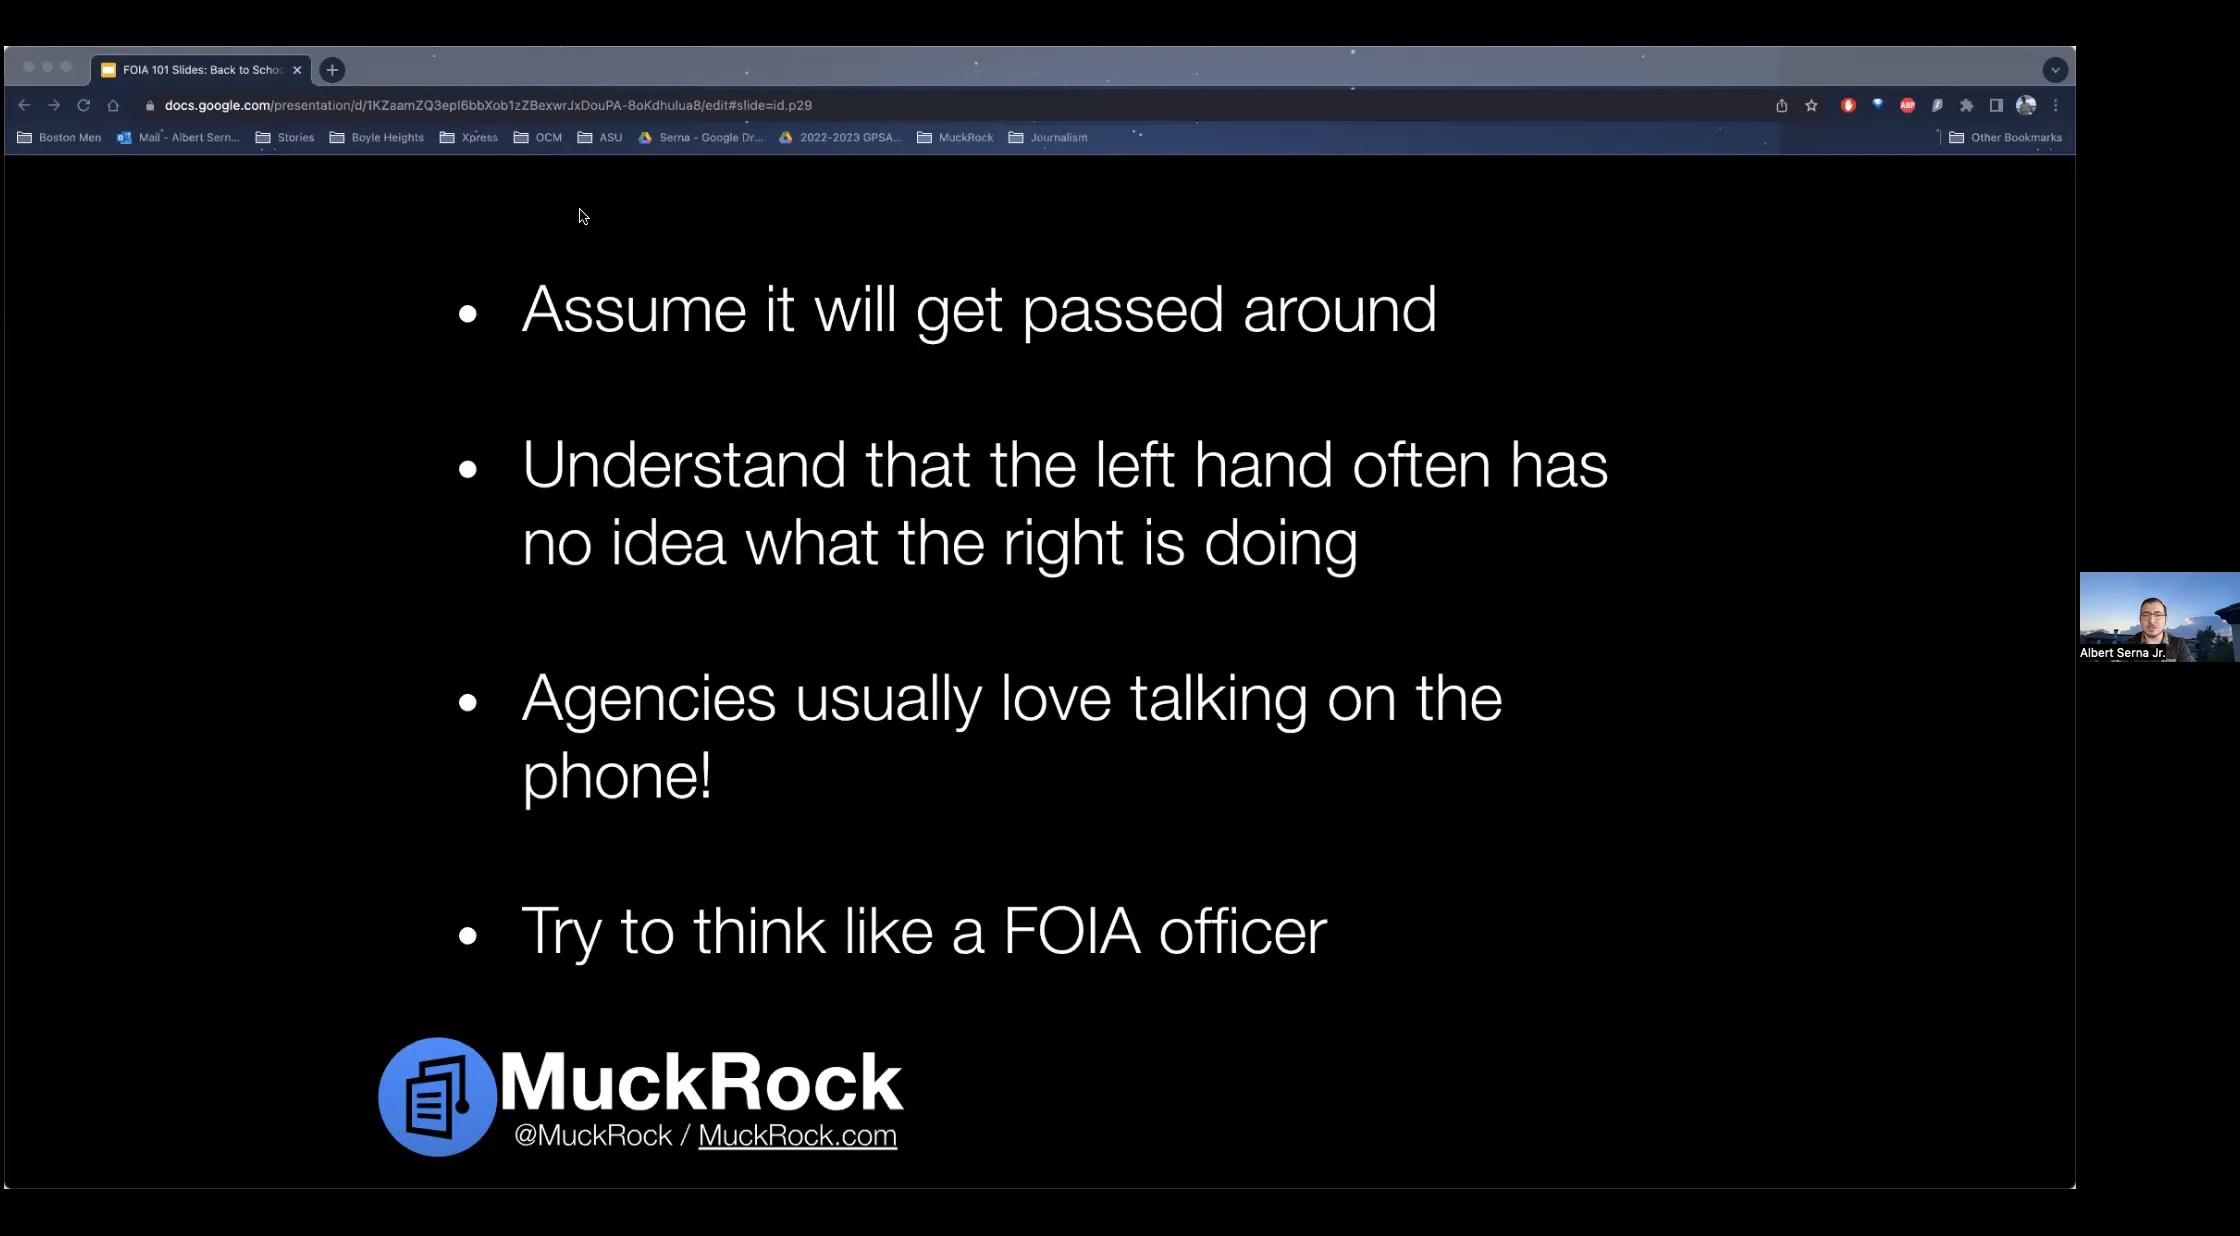 FOIA 101 Slides: Back to Schoo
docs.google.com/presentation/d/1KZaamZQ3epI6bbXob1zZBexwrJxDouPA-8oKdhulua8/edit#slide=id.p29
ABP
Boston Men
Mail - Albert Sern...
Stories
Boyle Heights
Xpress
OCM
ASU
Serna - Google Dr...
2022-2023 GPSA...
MuckRock
Journalism
Other Bookmarks
• Assume it will get passed around
• Understand that the left hand often has
no idea what the right is doing
• Agencies usually love talking on the
phone!
• Try to think like a FOIA officer
Albert Serna Jr.
MuckRock
@MuckRock / MuckRock.com